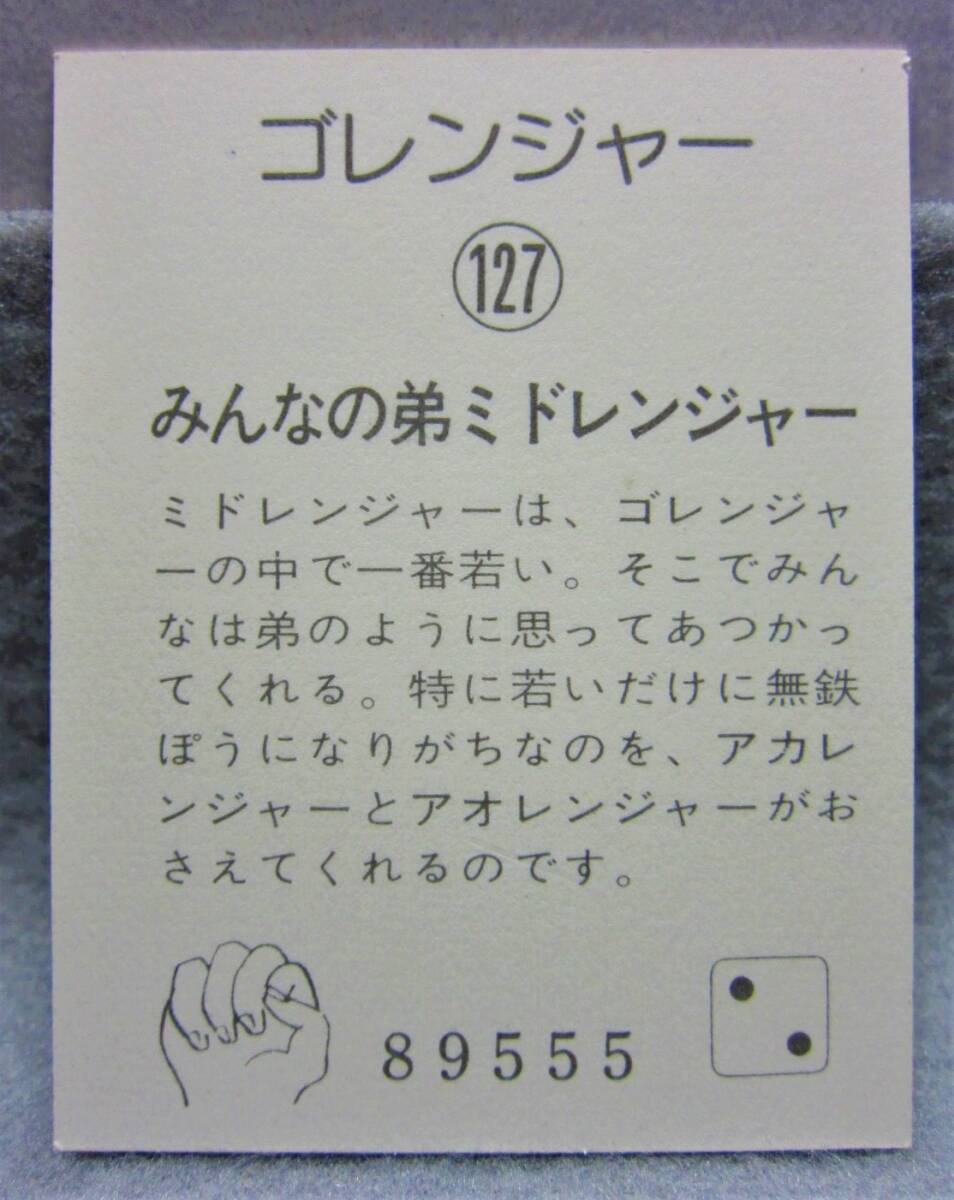 ゴレンジャー
127
みんなの弟ミドレンジャー
ミドレンジャーは、ゴレンジャ
ーの中で一番若い。そこでみん
なは弟のように思ってあつかっ
てくれる。特に若いだけに無鉄
ぽうになりがちなのを、アカレ
ンジャーとアオレンジャーがお
さえてくれるのです。
89555